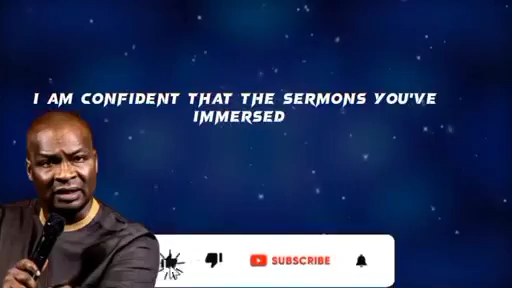 I AM CONFIDENT THAT THE SERMONS YOU'VE
IMMERSED
SUBSCRIBE